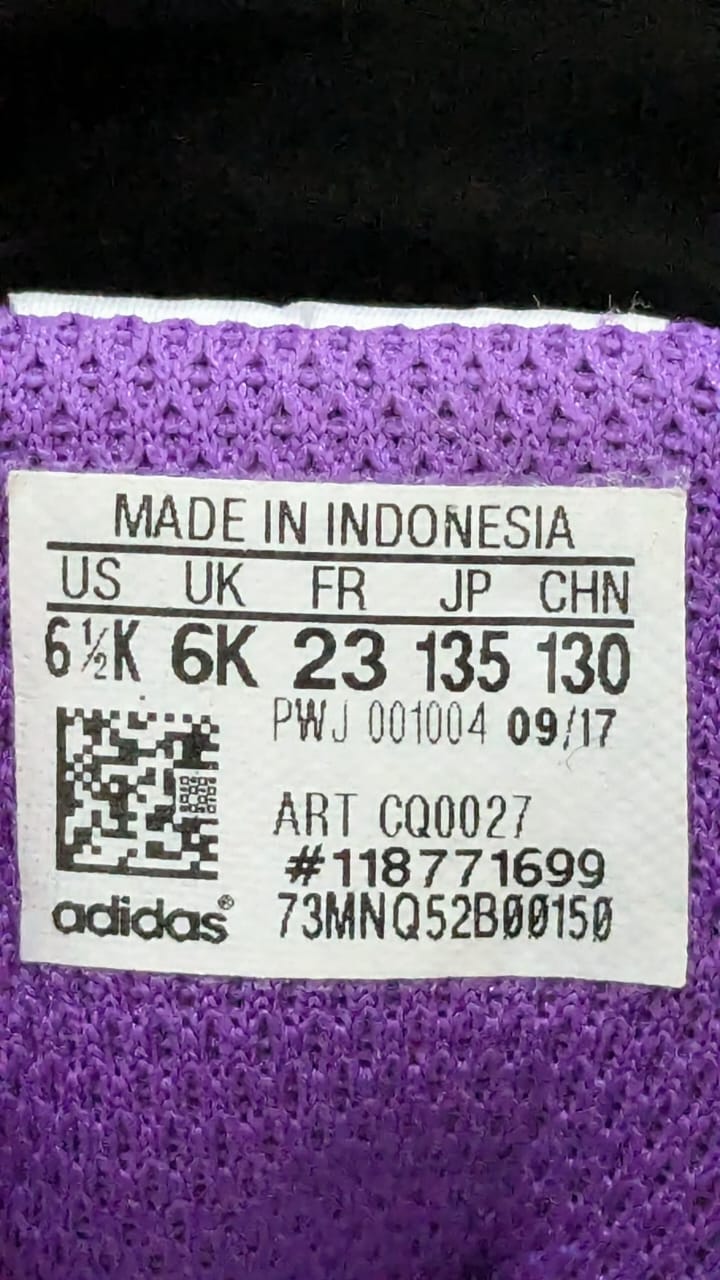 MADE IN INDONESIA
US UK FR JP CHN
6½K 6K 23 135 130
PWJ 001004 09/17
ART CQ0027
#118771699
adidas® 73MNQ52B00150